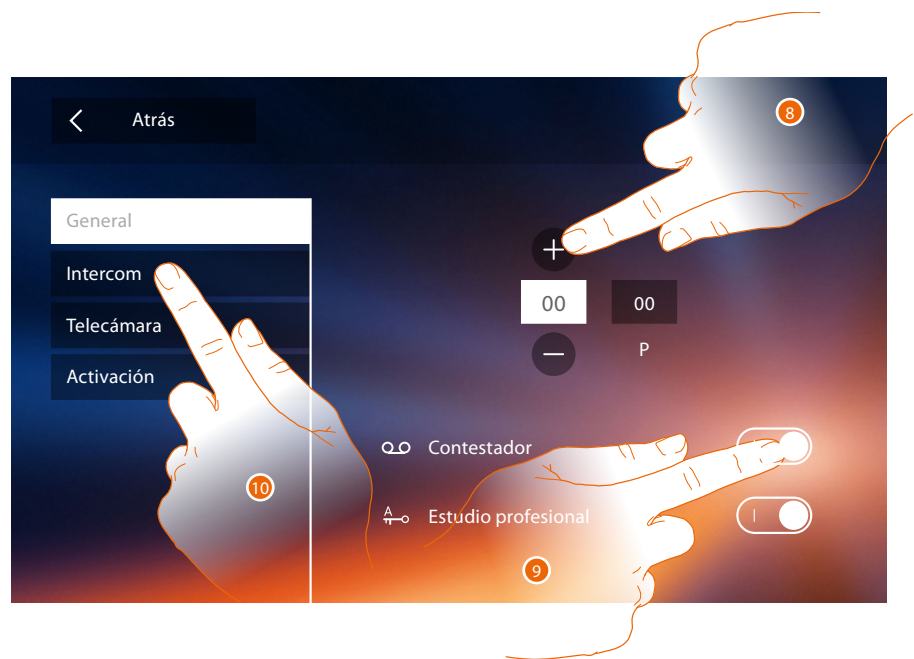 Atrás
8
General
Intercom
Telecámara
Activación
00 00
P
Contestador
A
Estudio profesional
10
9